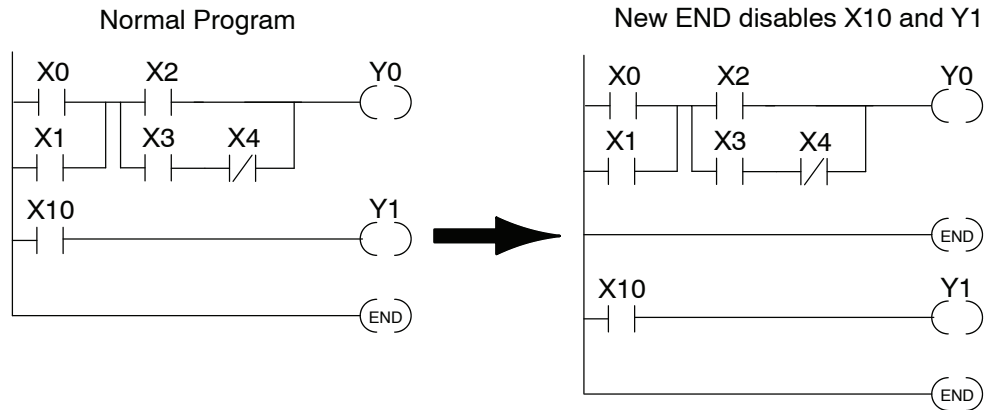 Normal Program
X0 X2 Y0
X1 X3 X4
X10 Y1
END
New END disables X10 and Y1
X0 X2 Y0
X1 X3 X4
END
X10 Y1
END